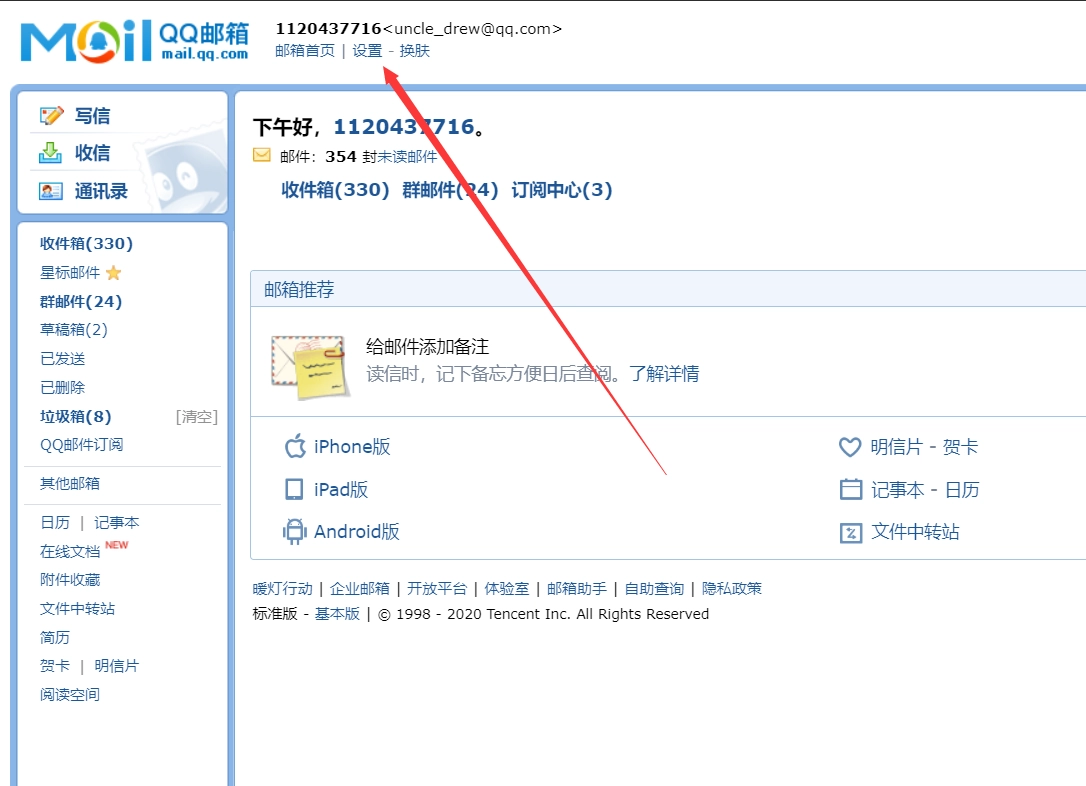 Mail QQ邮箱
mail.qq.com
1120437716<uncle_drew@qq.com>
邮箱首页 | 设置 - 换肤
写信
收信
通讯录
收件箱(330)
星标邮件
群邮件(24)
草稿箱(2)
已发送
已删除
垃圾箱(8) [清空]
QQ邮件订阅
其他邮箱
日历 | 记事本
在线文档 NEW
附件收藏
文件中转站
简历
贺卡 | 明信片
阅读空间
下午好，1120437716。
邮件：354 封未读邮件
收件箱(330) 群邮件(24) 订阅中心(3)
邮箱推荐
给邮件添加备注
读信时，记下备忘方便日后查阅。了解详情
iPhone版
明信片 - 贺卡
iPad版
记事本 - 日历
Android版
文件中转站
暖灯行动 | 企业邮箱 | 开放平台 | 体验室 | 邮箱助手 | 自助查询 | 隐私政策
标准版 - 基本版 | © 1998 - 2020 Tencent Inc. All Rights Reserved